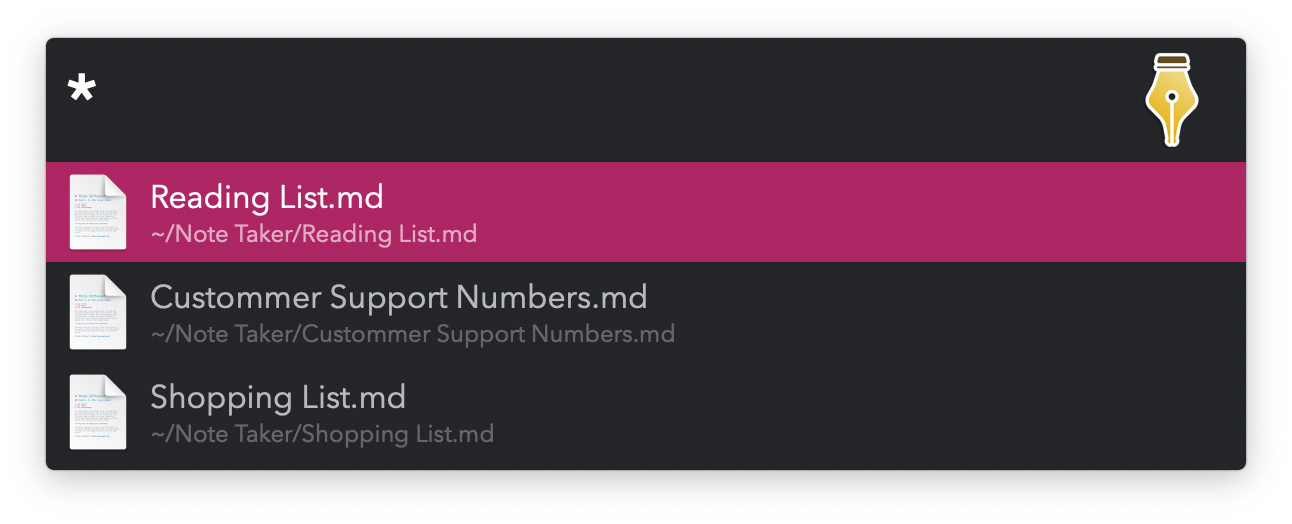 *
Reading List.md
~/Note Taker/Reading List.md
Custommer Support Numbers.md
~/Note Taker/Custommer Support Numbers.md
Shopping List.md
~/Note Taker/Shopping List.md